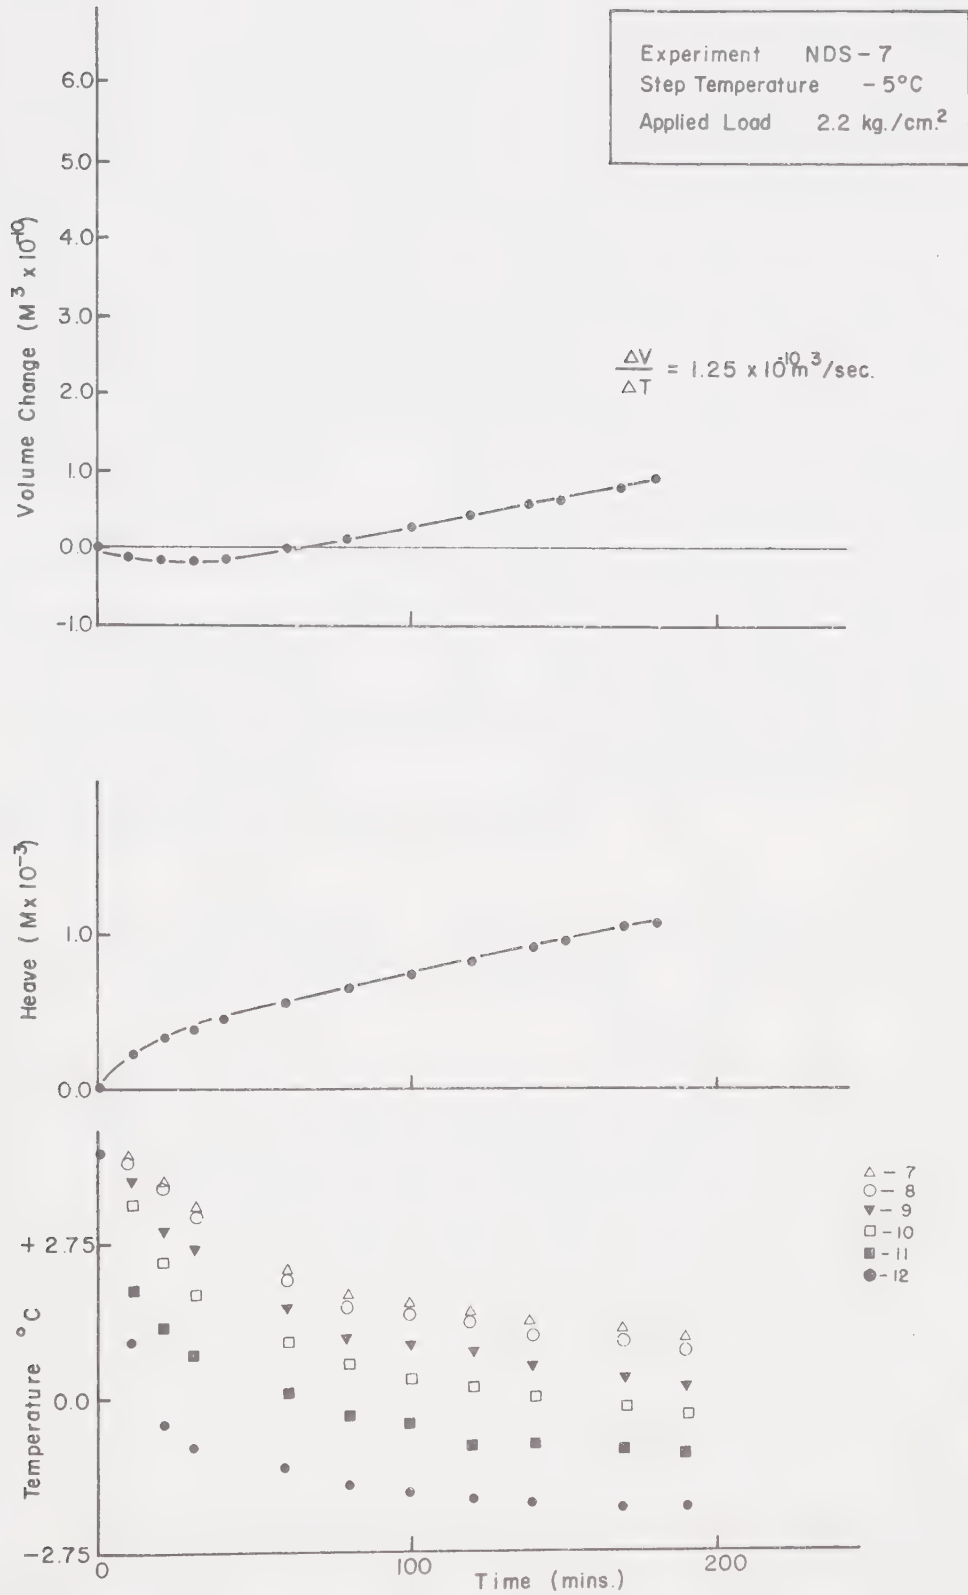 Experiment NDS-7
Step Temperature -5°C
Applied Load 2.2 kg./cm.²
Volume Change (M³ x 10⁻¹⁰)
6.0
5.0
4.0
3.0
2.0
1.0
0.0
-1.0
ΔV/ΔT = 1.25 x 10⁻¹⁰m³/sec.
Heave (M x 10⁻³)
1.0
0.0
Temperature °C
+2.75
0.0
-2.75
△-7
○-8
▼-9
□-10
■-11
●-12
0
100
200
Time (mins.)